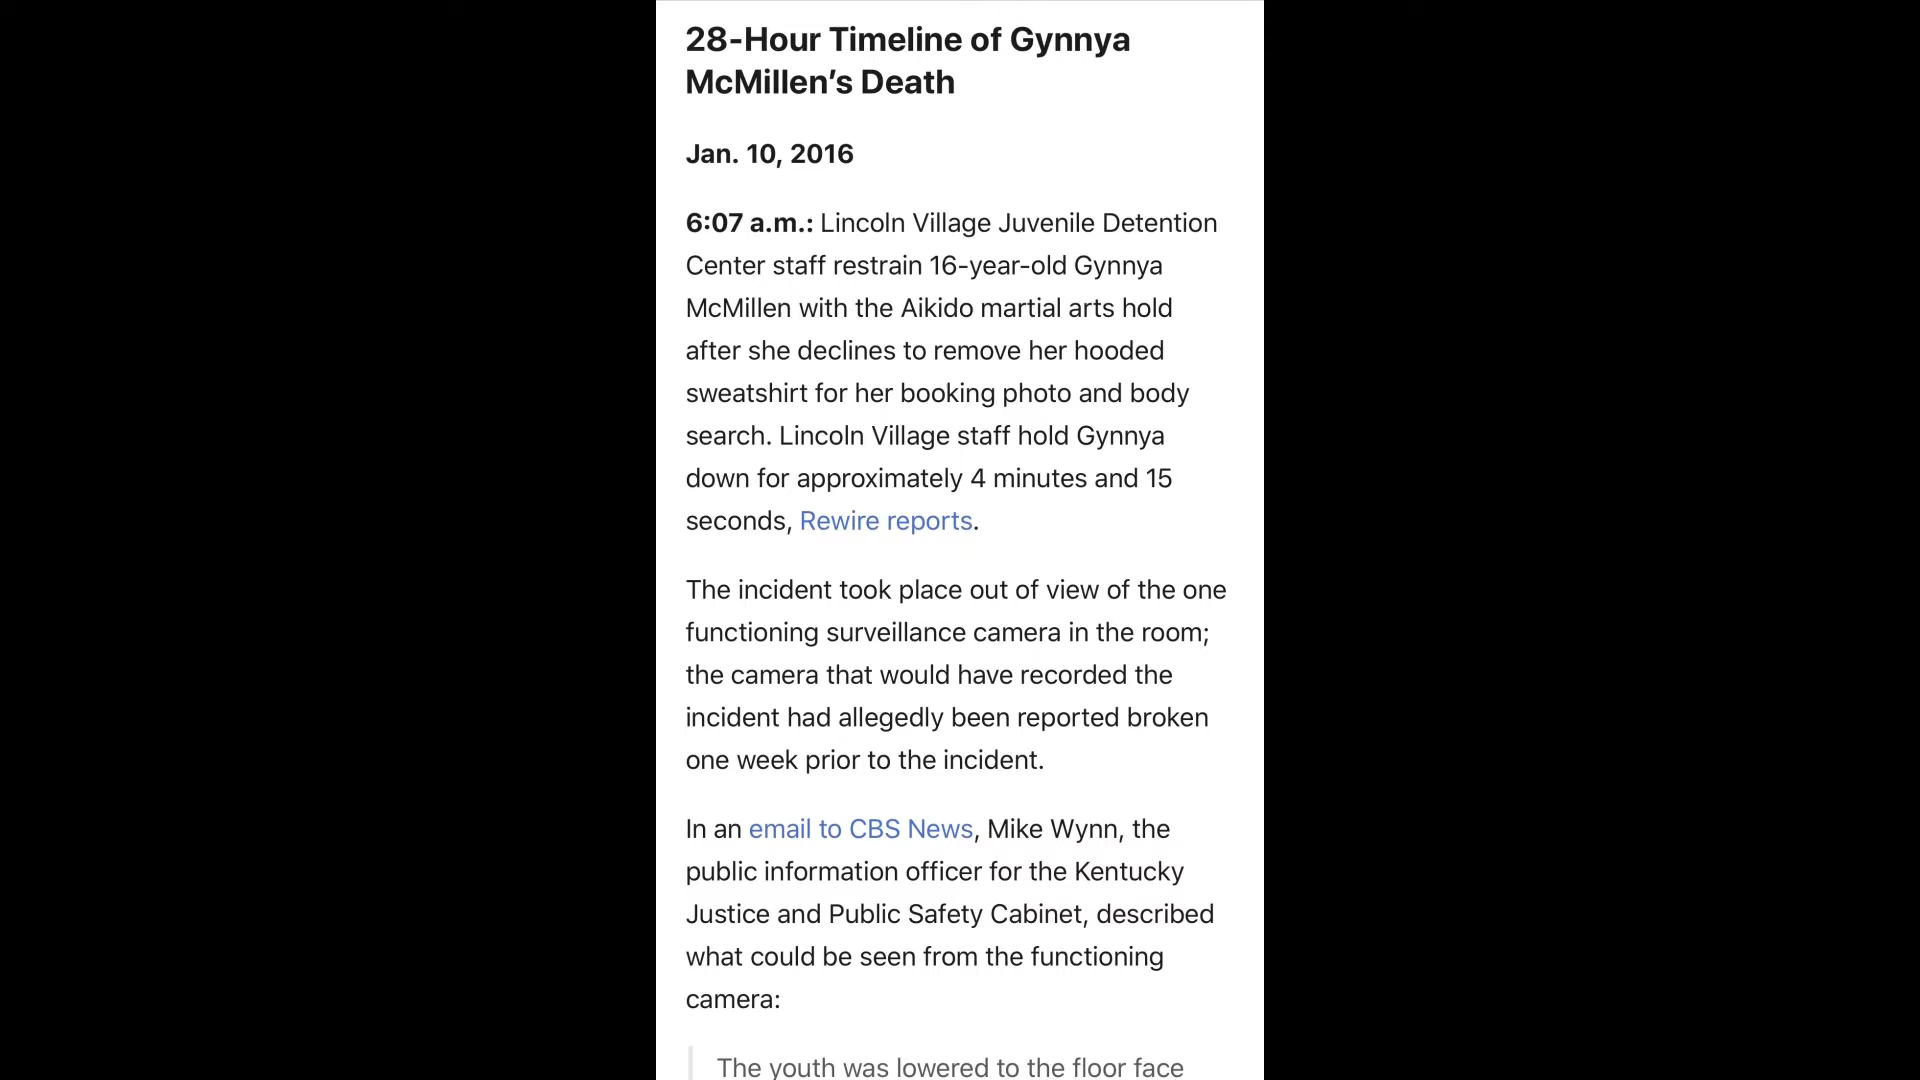 28-Hour Timeline of Gynnya
McMillen’s Death
Jan. 10, 2016
6:07 a.m.: Lincoln Village Juvenile Detention
Center staff restrain 16-year-old Gynnya
McMillen with the Aikido martial arts hold
after she declines to remove her hooded
sweatshirt for her booking photo and body
search. Lincoln Village staff hold Gynnya
down for approximately 4 minutes and 15
seconds, Rewire reports.
The incident took place out of view of the one
functioning surveillance camera in the room;
the camera that would have recorded the
incident had allegedly been reported broken
one week prior to the incident.
In an email to CBS News, Mike Wynn, the
public information officer for the Kentucky
Justice and Public Safety Cabinet, described
what could be seen from the functioning
camera:
The youth was lowered to the floor face